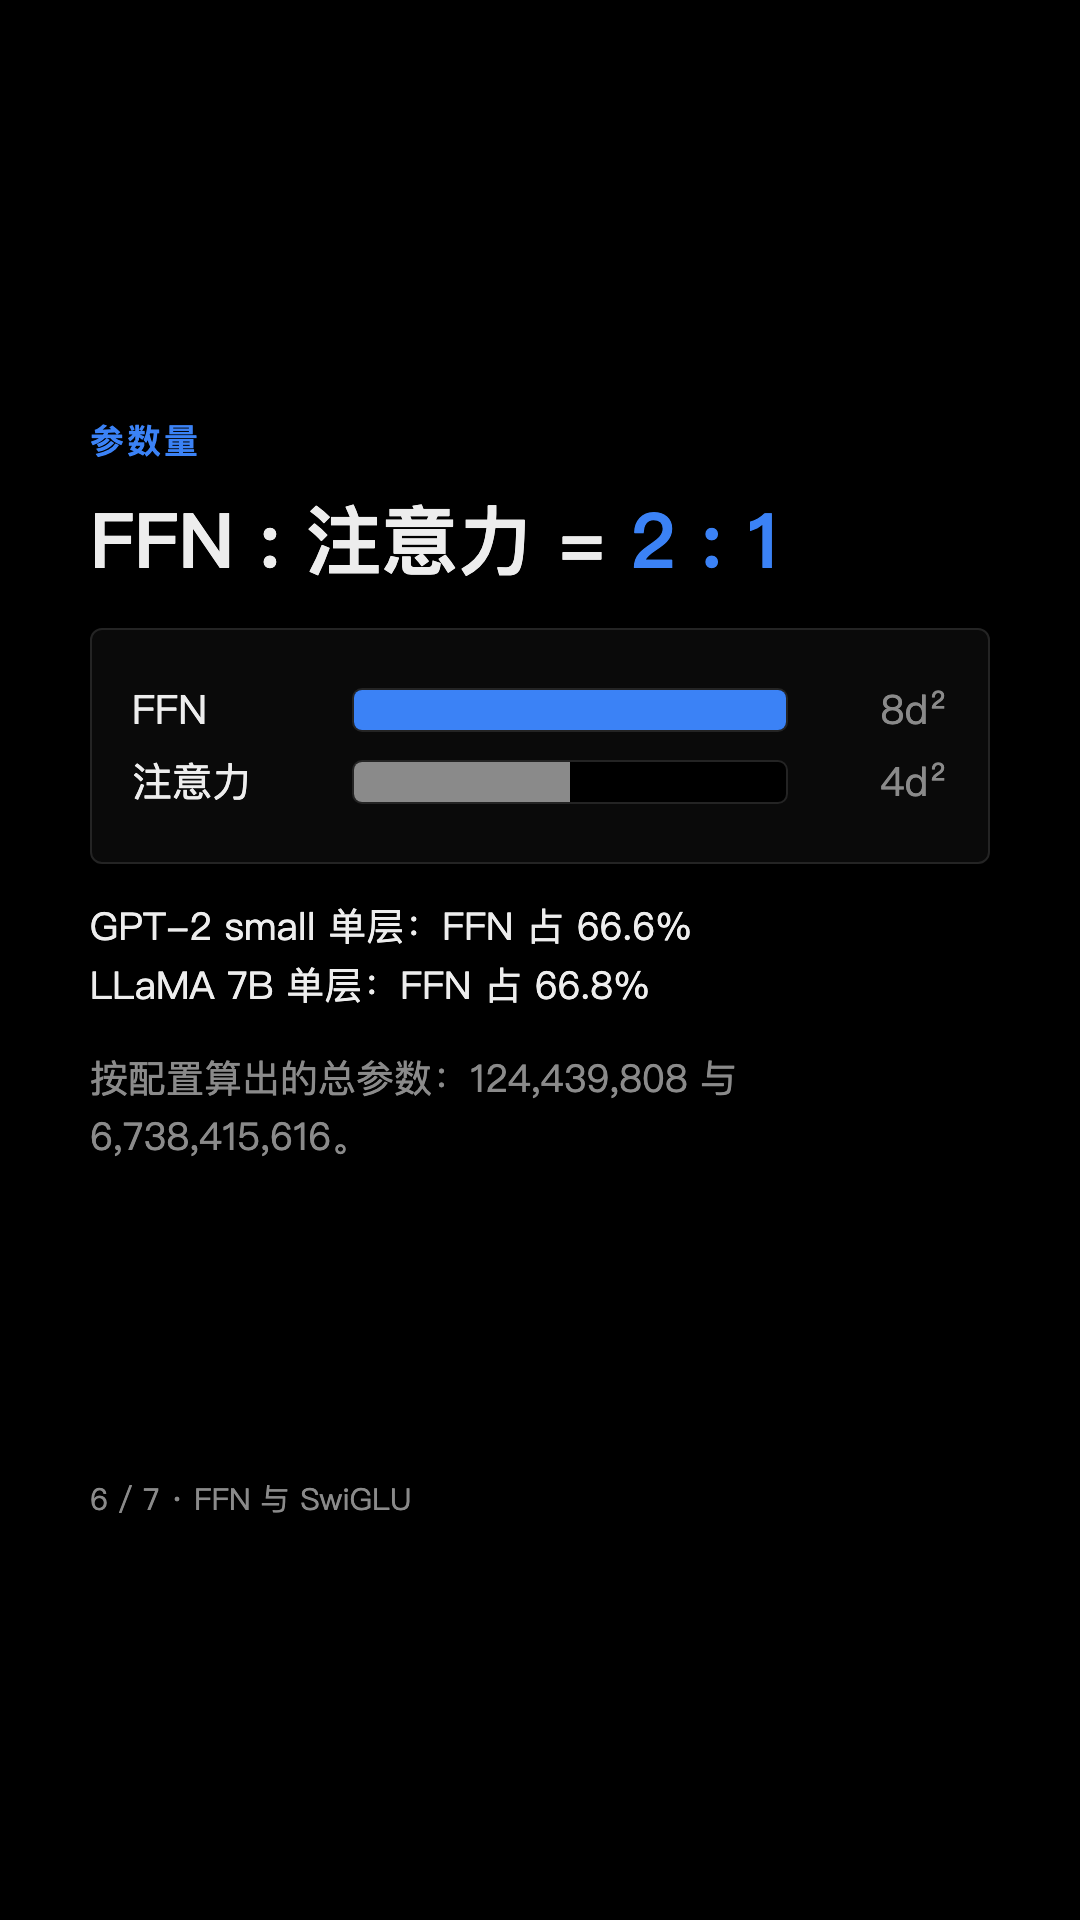 参数量
FFN : 注意力 = 2 : 1
FFN 8d²
注意力 4d²
GPT-2 small 单层：FFN 占 66.6%
LLaMA 7B 单层：FFN 占 66.8%
按配置算出的总参数：124,439,808 与
6,738,415,616。
6 / 7 · FFN 与 SwiGLU